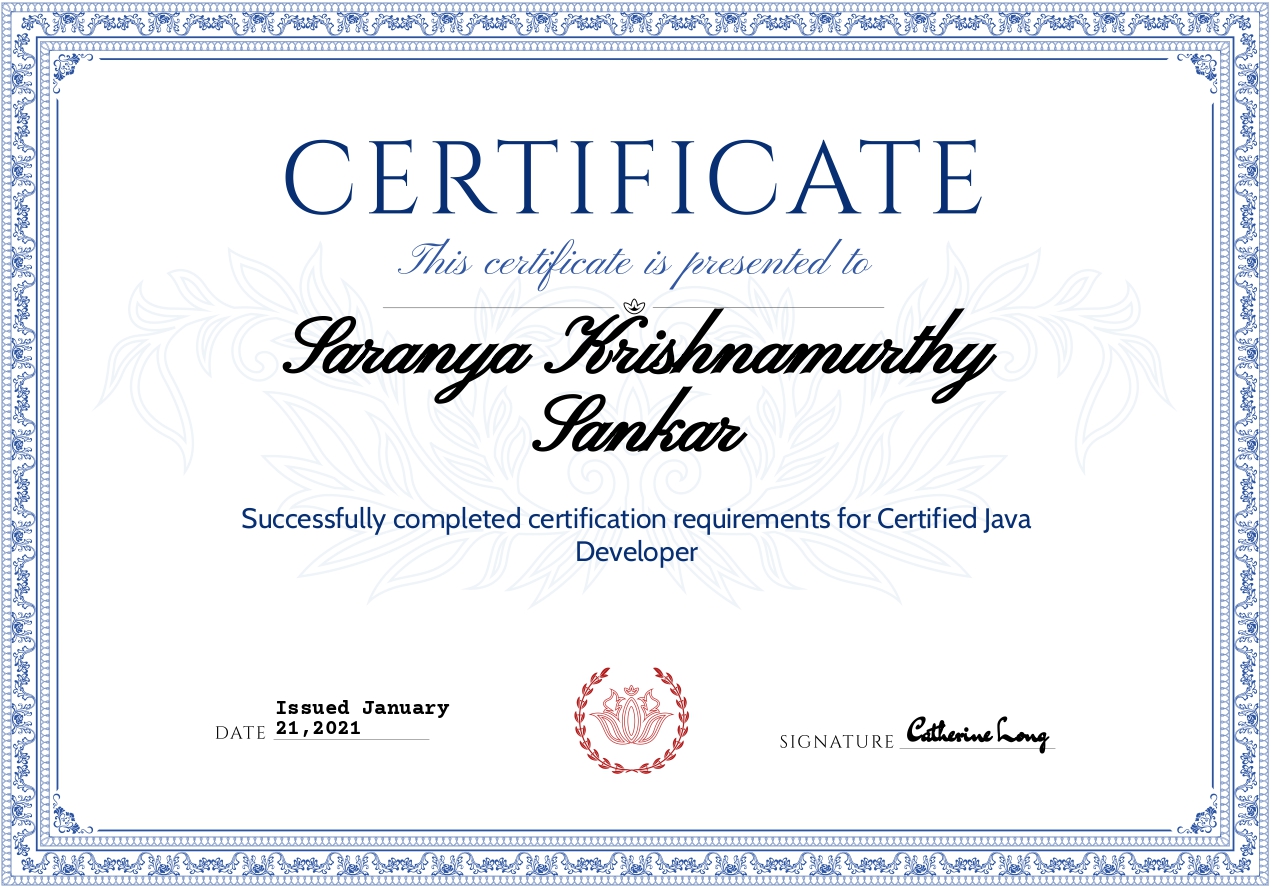 CERTIFICATE
This certificate is presented to
Saranya Krishnamurthy
Sankar
Successfully completed certification requirements for Certified Java
Developer
Issued January
DATE 21,2021
SIGNATURE Catherine Long